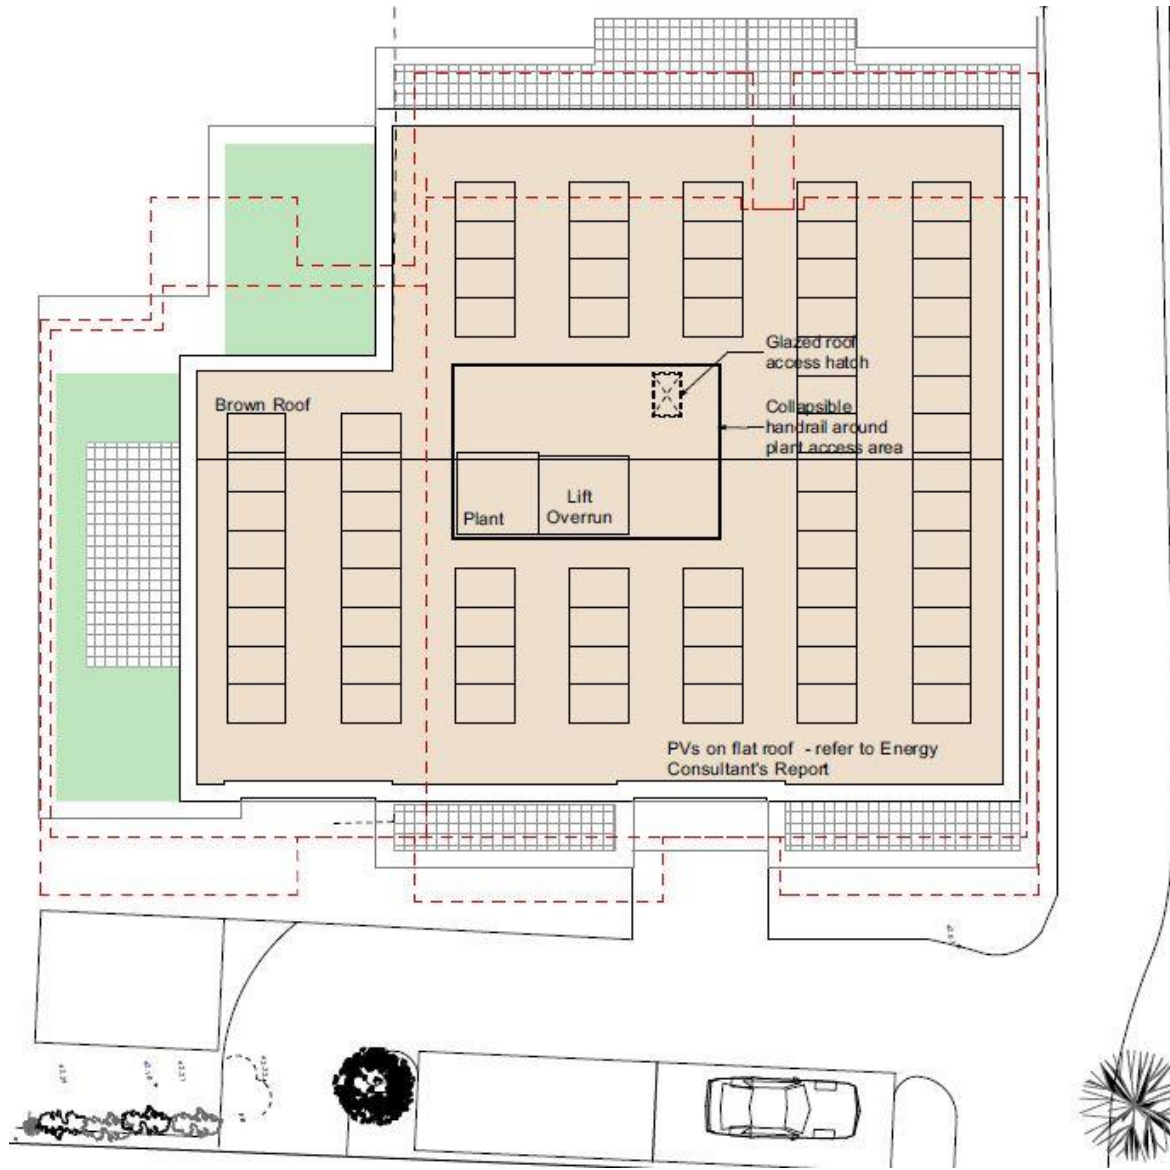 Glazed roof
access hatch
Brown Roof
Collapsible
handrail around
plant access area
Plant
Lift
Overrun
PVs on flat roof - refer to Energy
Consultant's Report